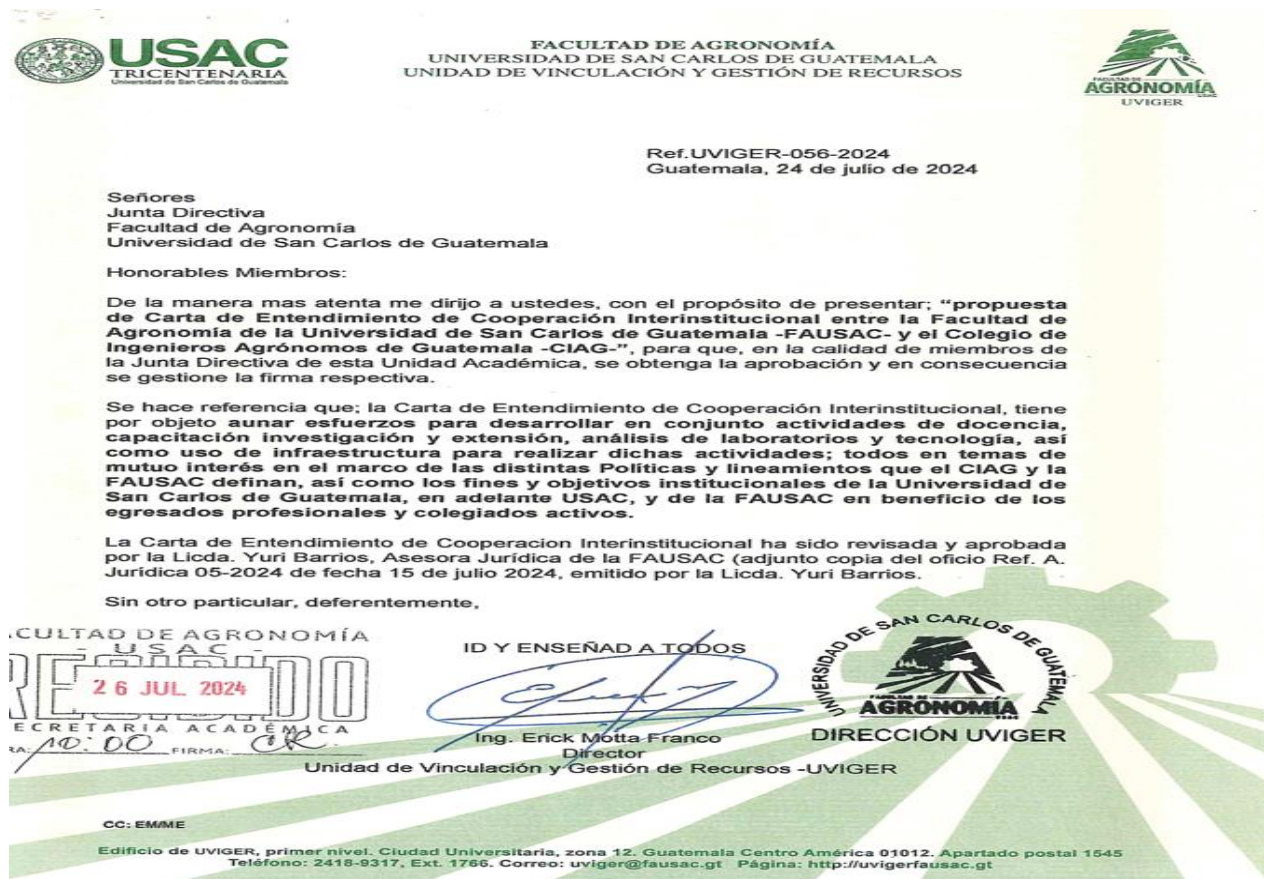 USAC
TRICENTENARIA
Universidad de San Carlos de Guatemala
FACULTAD DE AGRONOMÍA
UNIVERSIDAD DE SAN CARLOS DE GUATEMALA
UNIDAD DE VINCULACIÓN Y GESTIÓN DE RECURSOS
FACULTAD DE
AGRONOMÍA
USAC
UVIGER
Ref.UVIGER-056-2024
Guatemala, 24 de julio de 2024
Señores
Junta Directiva
Facultad de Agronomía
Universidad de San Carlos de Guatemala
Honorables Miembros:
De la manera mas atenta me dirijo a ustedes, con el propósito de presentar; “propuesta
de Carta de Entendimiento de Cooperación Interinstitucional entre la Facultad de
Agronomía de la Universidad de San Carlos de Guatemala -FAUSAC- y el Colegio de
Ingenieros Agrónomos de Guatemala -CIAG-”, para que, en la calidad de miembros de
la Junta Directiva de esta Unidad Académica, se obtenga la aprobación y en consecuencia
se gestione la firma respectiva.
Se hace referencia que; la Carta de Entendimiento de Cooperación Interinstitucional, tiene
por objeto aunar esfuerzos para desarrollar en conjunto actividades de docencia,
capacitación investigación y extensión, análisis de laboratorios y tecnología, así
como uso de infraestructura para realizar dichas actividades; todos en temas de
mutuo interés en el marco de las distintas Políticas y lineamientos que el CIAG y la
FAUSAC definan, así como los fines y objetivos institucionales de la Universidad de
San Carlos de Guatemala, en adelante USAC, y de la FAUSAC en beneficio de los
egresados profesionales y colegiados activos.
La Carta de Entendimiento de Cooperacion Interinstitucional ha sido revisada y aprobada
por la Licda. Yuri Barrios, Asesora Jurídica de la FAUSAC (adjunto copia del oficio Ref. A.
Jurídica 05-2024 de fecha 15 de julio 2024, emitido por la Licda. Yuri Barrios.
Sin otro particular, deferentemente,
CULTAD DE AGRONOMÍA
- USAC -
RECIBIDO
26 JUL 2024
ECRETARIA ACADÉMICA
RA: 10:00 FIRMA:
ID Y ENSEÑAD A TODOS
Ing. Erick Motta Franco
Director
Unidad de Vinculación y Gestión de Recursos -UVIGER
UNIVERSIDAD DE SAN CARLOS DE GUATEMALA
FACULTAD DE
AGRONOMÍA
USAC
DIRECCIÓN UVIGER
CC: EM/ME
Edificio de UVIGER, primer nivel. Ciudad Universitaria, zona 12. Guatemala Centro América 01012. Apartado postal 1545
Teléfono: 2418-9317, Ext. 1766. Correo: uviger@fausac.gt Página: http://uvigerfausac.gt